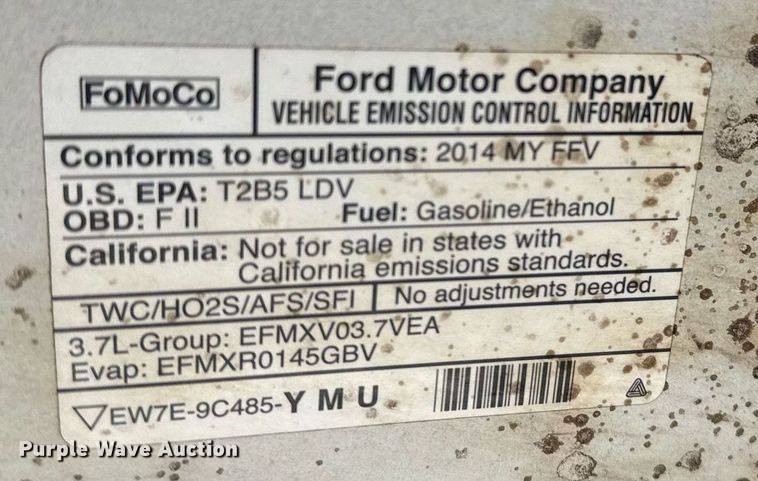 FoMoCo
Ford Motor Company
VEHICLE EMISSION CONTROL INFORMATION
Conforms to regulations: 2014 MY FFV
U.S. EPA: T2B5 LDV
OBD: F II Fuel: Gasoline/Ethanol
California: Not for sale in states with
California emissions standards.
TWC/HO2S/AFS/SFI No adjustments needed.
3.7L-Group: EFMXV03.7VEA
Evap: EFMXR0145GBV
EW7E-9C485-Y M U
Purple Wave Auction